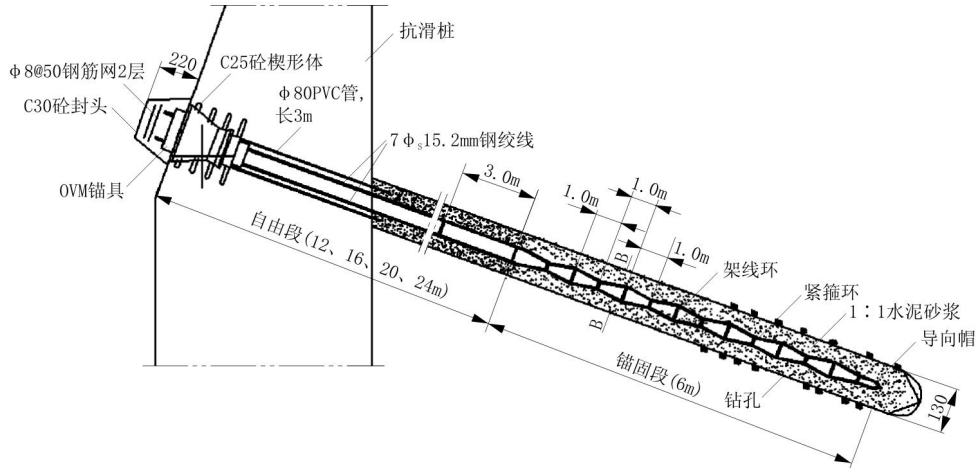 抗滑桩
220
C25砼楔形体
φ8@50钢筋网2层
C30砼封头
φ80PVC管,
长3m
7φs15.2mm钢绞线
OVM锚具
3.0m
1.0m
1.0m
1.0m
自由段(12、16、20、24m)
B
B
架线环
紧箍环
1∶1水泥砂浆
导向帽
锚固段(6m)
钻孔
130